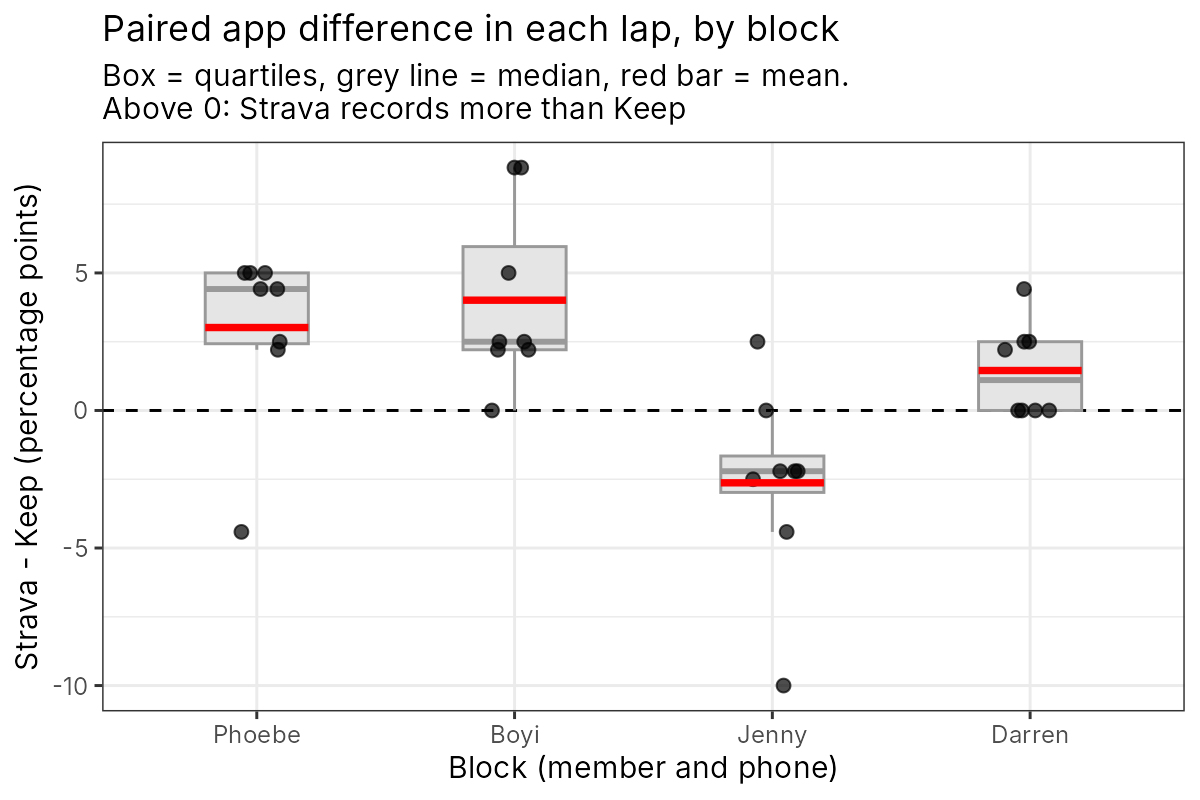 Paired app difference in each lap, by block
Box = quartiles, grey line = median, red bar = mean.
Above 0: Strava records more than Keep
Strava - Keep (percentage points)
5
0
-5
-10
Phoebe Boyi Jenny Darren
Block (member and phone)